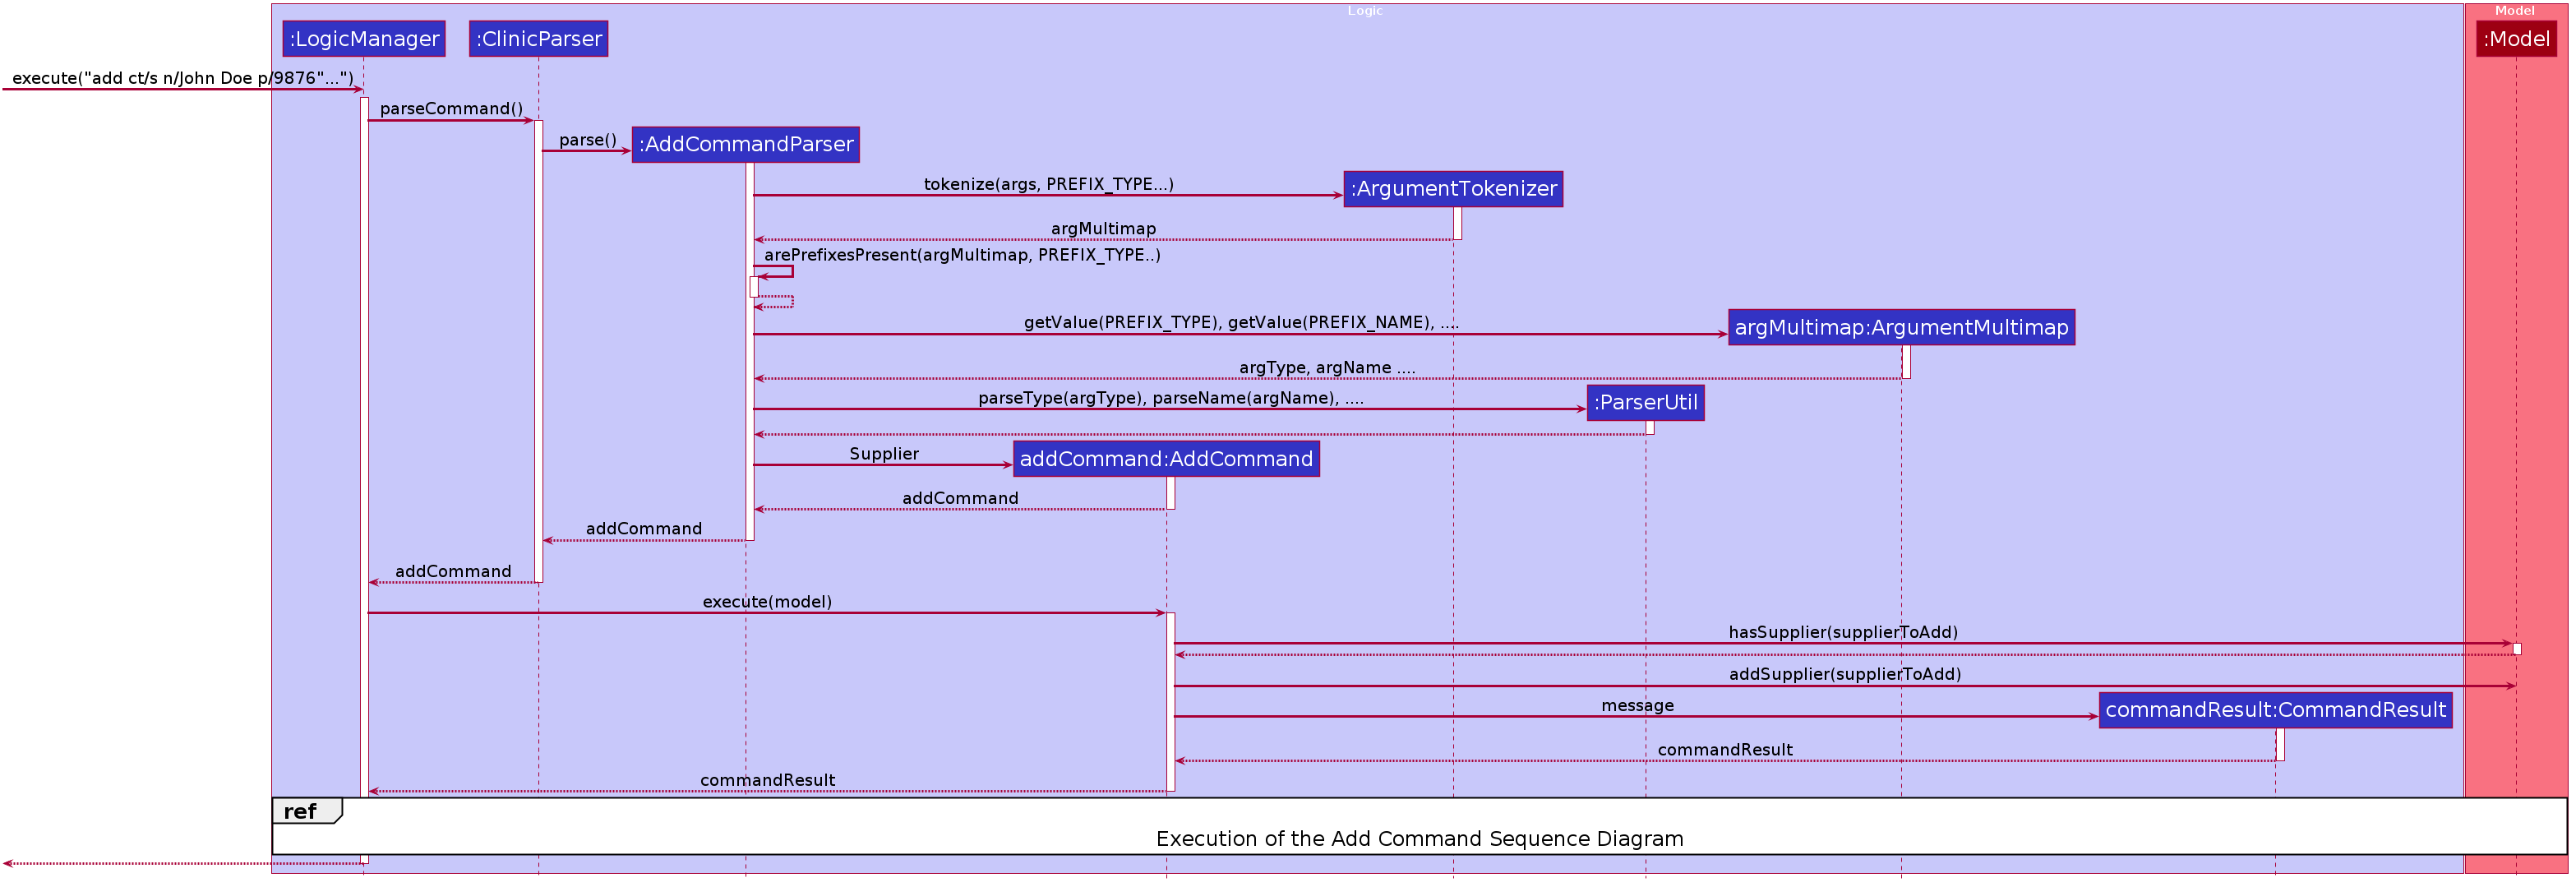 Logic
Model
:LogicManager
:ClinicParser
:Model
execute("add ct/s n/John Doe p/9876"...")
parseCommand()
parse()
:AddCommandParser
tokenize(args, PREFIX_TYPE...)
:ArgumentTokenizer
argMultimap
arePrefixesPresent(argMultimap, PREFIX_TYPE..)
getValue(PREFIX_TYPE), getValue(PREFIX_NAME), ....
argMultimap:ArgumentMultimap
argType, argName ....
parseType(argType), parseName(argName), ....
:ParserUtil
Supplier
addCommand:AddCommand
addCommand
addCommand
addCommand
execute(model)
hasSupplier(supplierToAdd)
addSupplier(supplierToAdd)
message
commandResult:CommandResult
commandResult
commandResult
ref
Execution of the Add Command Sequence Diagram